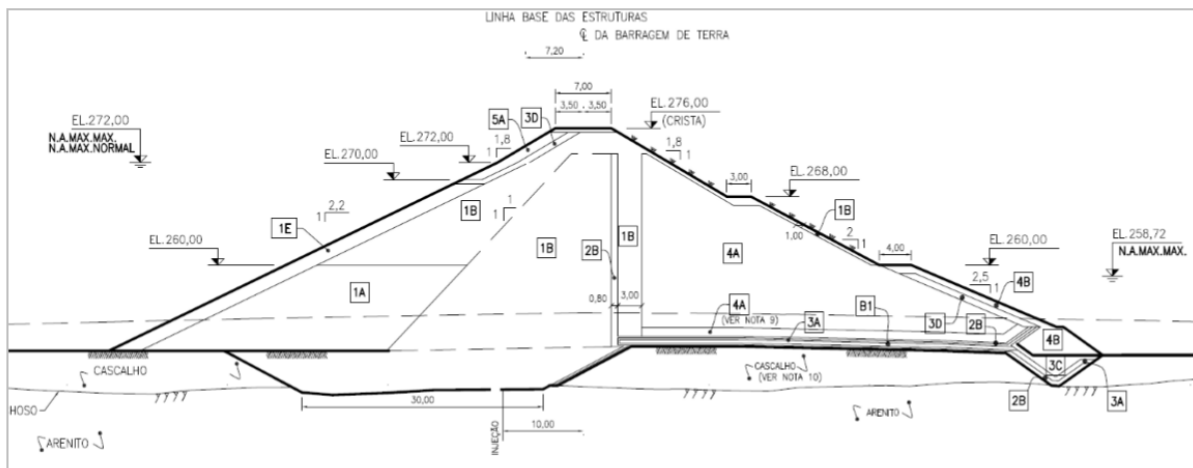 LINHA BASE DAS ESTRUTURAS
℄ DA BARRAGEM DE TERRA
7,20
7,00
3,50 . 3,50
EL.276,00
(CRISTA)
EL.272,00
N.A.MAX.MAX.
N.A.MAX.NORMAL
5A
3D
EL.272,00
1,8
1
1,8
1
EL.270,00
3,00
EL.268,00
2,2
1
1B
1
1
1E
1B
1B
1B
1,00
2
1
4,00
EL.260,00
2B
4A
EL.260,00
EL.258,72
N.A.MAX.MAX.
1A
0,80
3,00
2,5
1
4B
4A
(VER NOTA 9)
3A
B1
3D
2B
4B
CASCALHO
CASCALHO
(VER NOTA 10)
3C
HOSO
30,00
2B
3A
ARENITO
INJEÇÃO
10,00
ARENITO